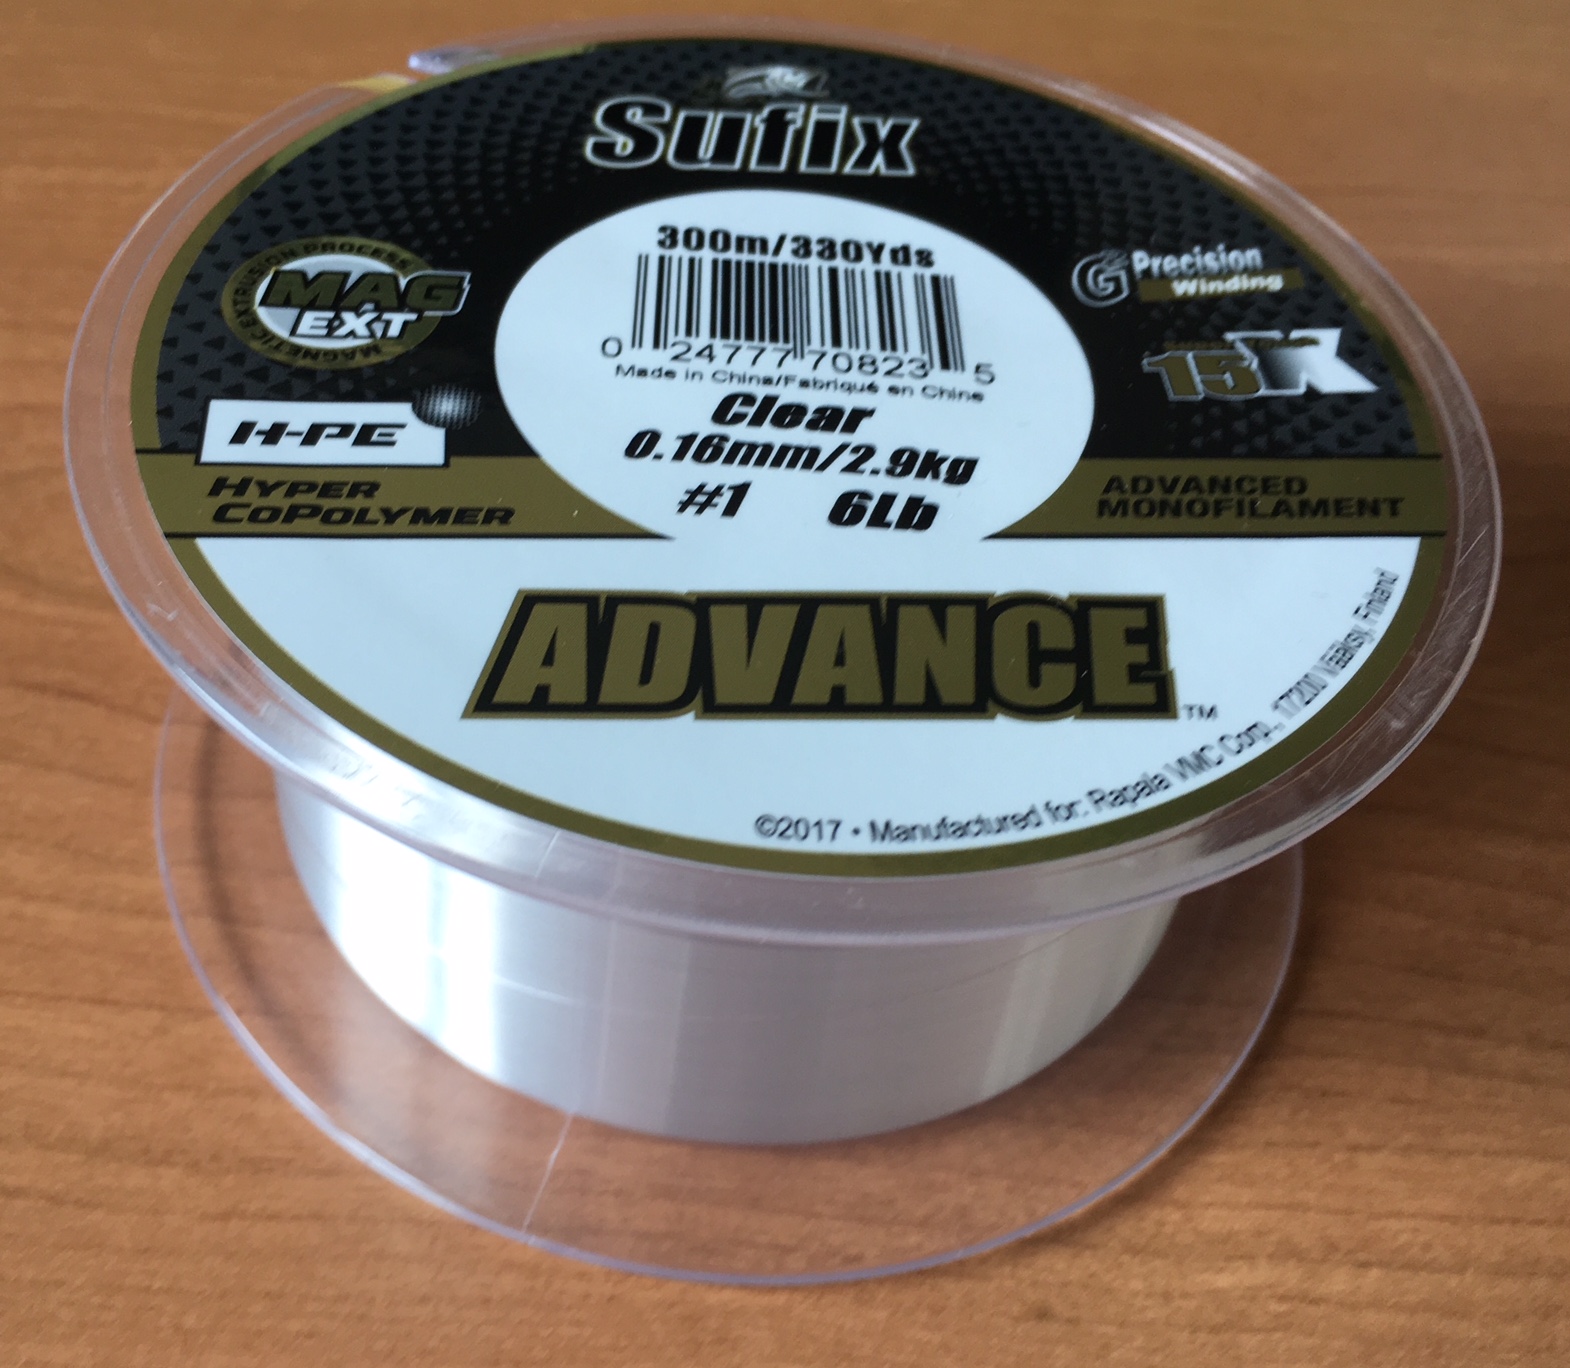 Sufix
300m/330Yds
0 24777 70823 5
Made in China/Fabriqué en Chine
Clear
0.16mm/2.9kg
#1 6Lb
MAGNETIC EXTRUSION PROCESS
MAG
EXT
H-PE
HYPER
COPOLYMER
G2 Precision
Winding
15X
ADVANCED
MONOFILAMENT
ADVANCE™
©2017 • Manufactured for: Rapala VMC Corp., 17200 Vääksy, Finland